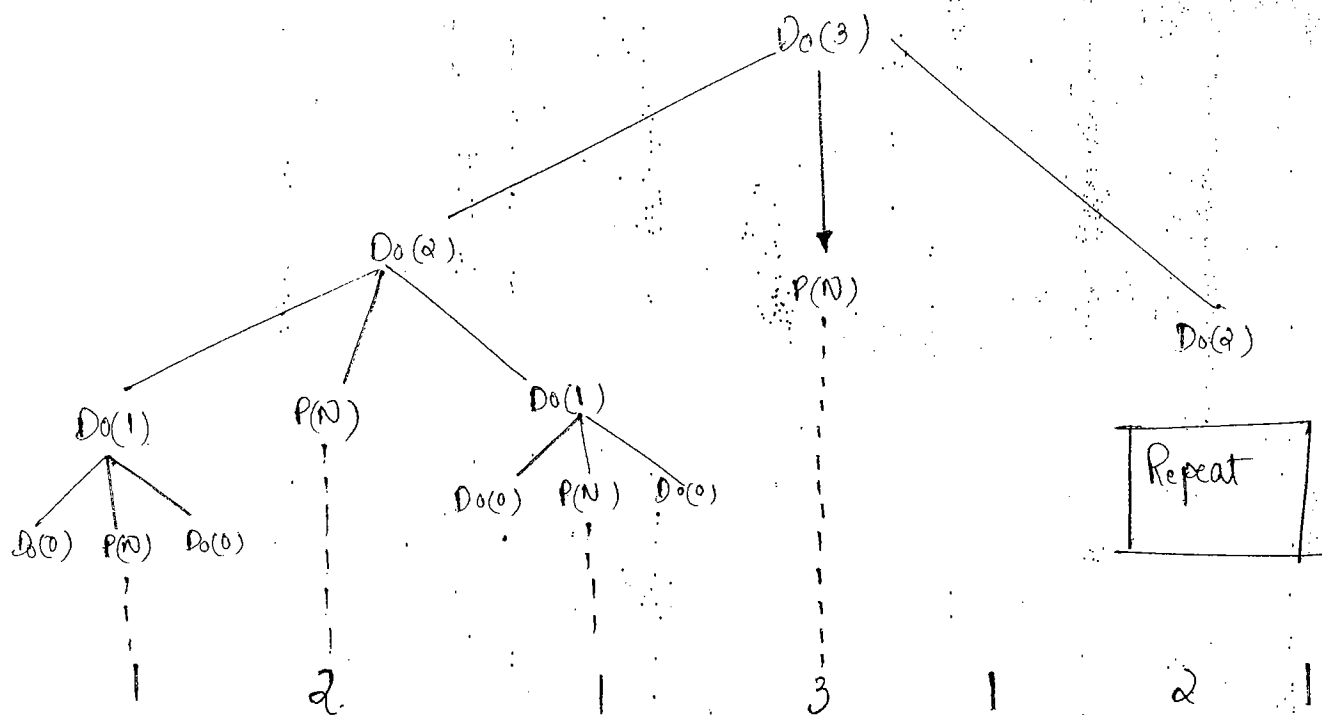 Do(3)
Do(2)
P(N)
Do(2)
Do(1)
P(N)
Do(1)
Repeat
Do(0) P(N) Do(0)
Do(0) P(N) Do(0)
1 2 1 3 1 2 1